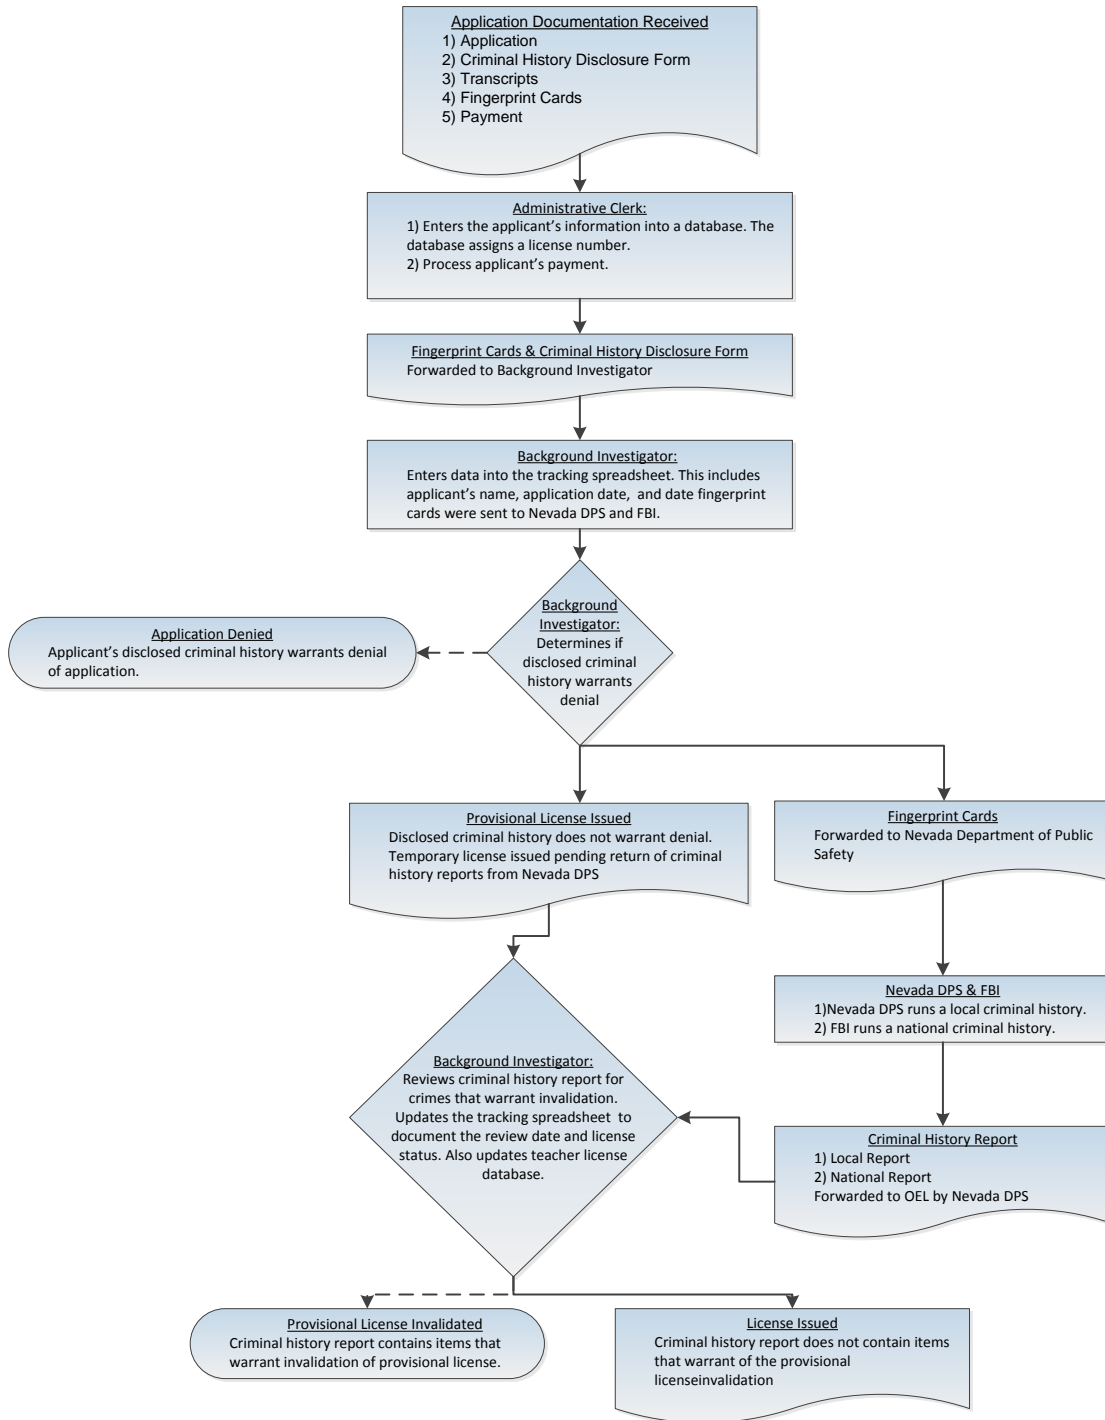 Application Documentation Received
1) Application
2) Criminal History Disclosure Form
3) Transcripts
4) Fingerprint Cards
5) Payment
Administrative Clerk:
1) Enters the applicant's information into a database. The
database assigns a license number.
2) Process applicant's payment.
Fingerprint Cards & Criminal History Disclosure Form
Forwarded to Background Investigator
Background Investigator:
Enters data into the tracking spreadsheet. This includes
applicant's name, application date,  and date fingerprint
cards were sent to Nevada DPS and FBI.
Background
Investigator:
Determines if
disclosed criminal
history warrants
denial
Application Denied
Applicant's disclosed criminal history warrants denial
of application.
Provisional License Issued
Disclosed criminal history does not warrant denial.
Temporary license issued pending return of criminal
history reports from Nevada DPS
Fingerprint Cards
Forwarded to Nevada Department of Public
Safety
Nevada DPS & FBI
1)Nevada DPS runs a local criminal history.
2) FBI runs a national criminal history.
Background Investigator:
Reviews criminal history report for
crimes that warrant invalidation.
Updates the tracking spreadsheet  to
document the review date and license
status. Also updates teacher license
database.
Criminal History Report
1) Local Report
2) National Report
Forwarded to OEL by Nevada DPS
Provisional License Invalidated
Criminal history report contains items that
warrant invalidation of provisional license.
License Issued
Criminal history report does not contain items
that warrant of the provisional
licenseinvalidation